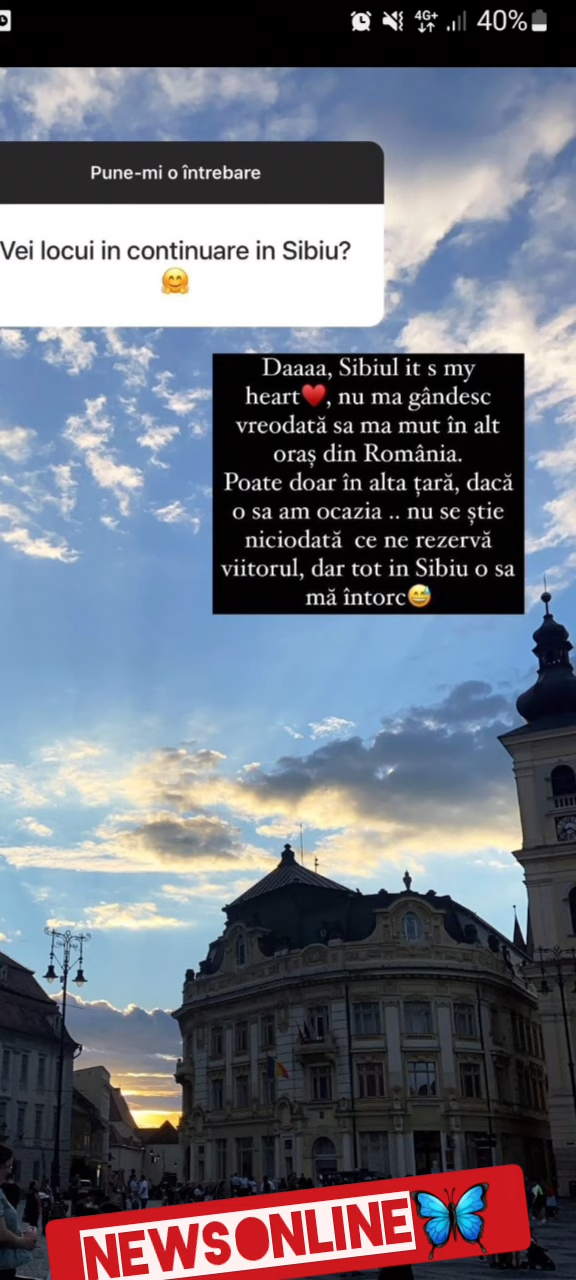 4G+
40%
Pune-mi o întrebare
Vei locui in continuare in Sibiu?
🤗
Daaaa, Sibiul it s my
heart❤️, nu ma gândesc
vreodată sa ma mut în alt
oraș din România.
Poate doar în alta țară, dacă
o sa am ocazia .. nu se știe
niciodată ce ne rezervă
viitorul, dar tot in Sibiu o sa
mă întorc😅
NEWSONLINE🦋